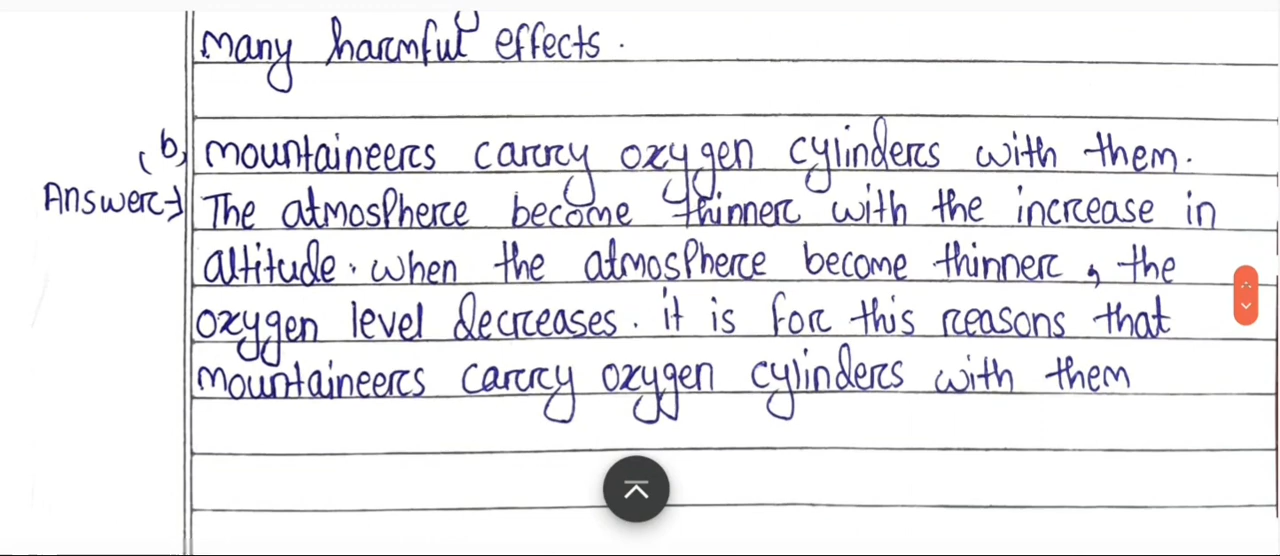 many harmful effects.
(b) mountaineers carry oxygen cylinders with them.
Answer→ The atmosphere become thinner with the increase in
altitude. when the atmosphere become thinner, the
oxygen level decreases. it is for this reasons that
mountaineers carry oxygen cylinders with them